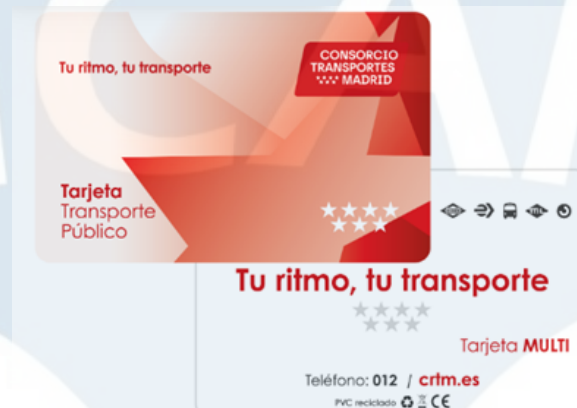 Tu ritmo, tu transporte
CONSORCIO
TRANSPORTES
MADRID
Tarjeta
Transporte
Público
Tu ritmo, tu transporte
Tarjeta MULTI
Teléfono: 012 / crtm.es
PVC reciclado